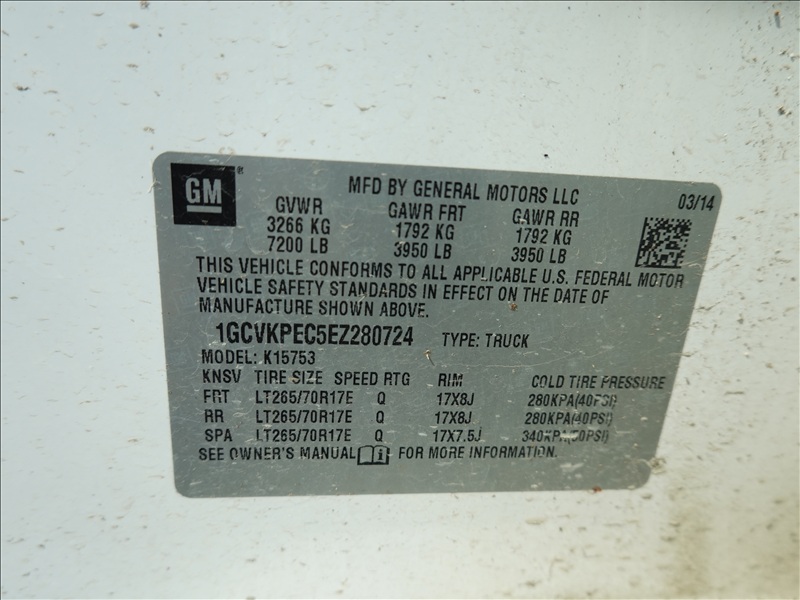 GM®
MFD BY GENERAL MOTORS LLC
03/14
GVWR GAWR FRT GAWR RR
3266 KG 1792 KG 1792 KG
7200 LB 3950 LB 3950 LB
THIS VEHICLE CONFORMS TO ALL APPLICABLE U.S. FEDERAL MOTOR
VEHICLE SAFETY STANDARDS IN EFFECT ON THE DATE OF
MANUFACTURE SHOWN ABOVE.
1GCVKPEC5EZ280724 TYPE: TRUCK
MODEL: K15753
KNSV TIRE SIZE SPEED RTG RIM COLD TIRE PRESSURE
FRT LT265/70R17E Q 17X8J 280KPA(40PSI)
RR LT265/70R17E Q 17X8J 280KPA(40PSI)
SPA LT265/70R17E Q 17X7.5J 340KPA(50PSI)
SEE OWNER'S MANUAL i FOR MORE INFORMATION.